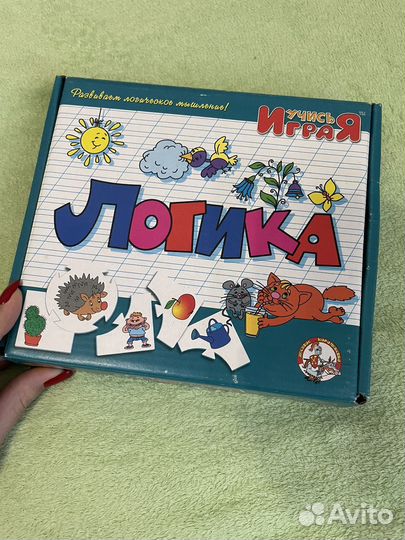 Развиваем логическое мышление!
УЧИСЬ
ИГРАЯ
ЛОГИКА
Avito